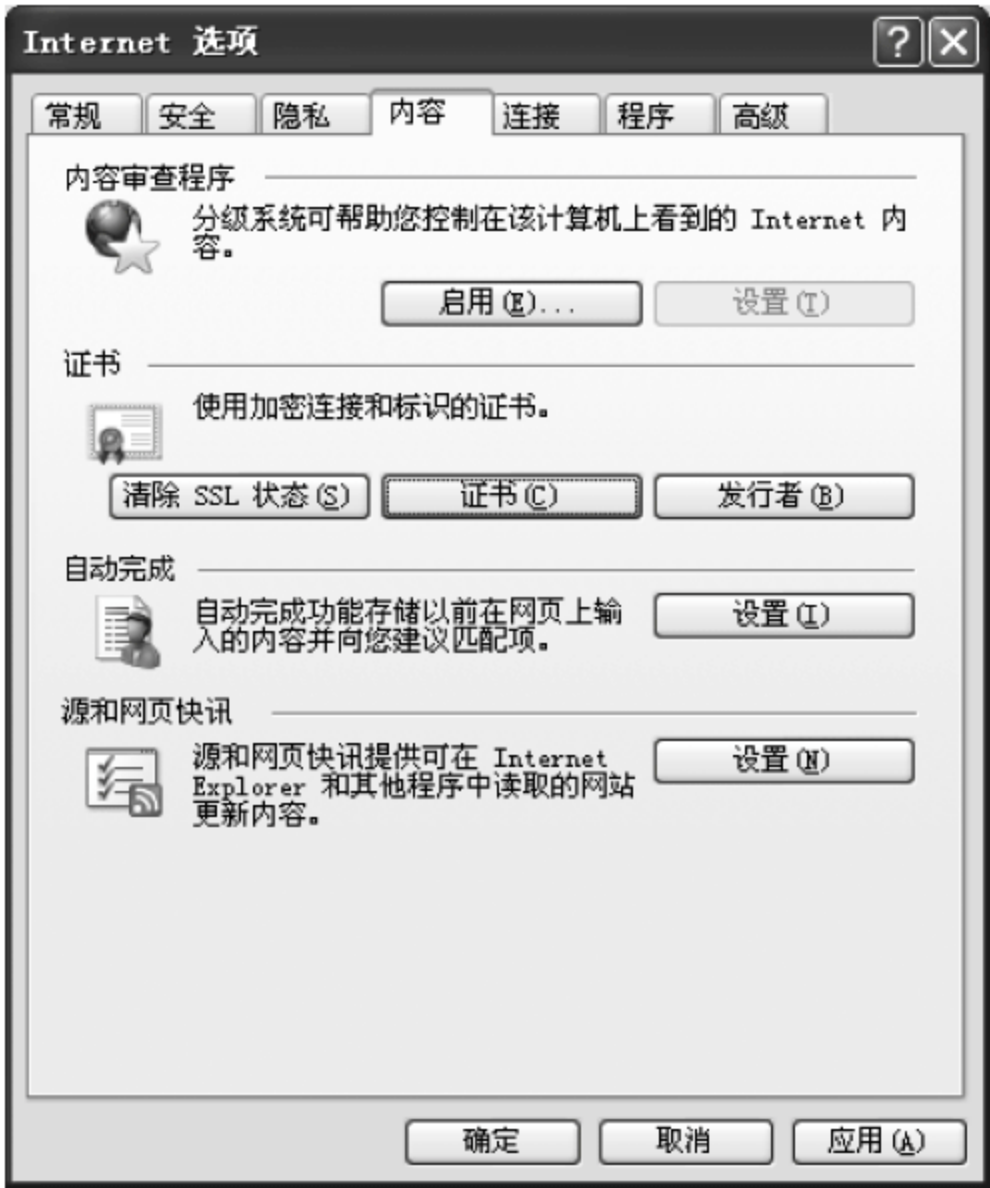 Internet 选项
常规 安全 隐私 内容 连接 程序 高级
内容审查程序
分级系统可帮助您控制在该计算机上看到的 Internet 内
容。
启用(E)... 设置(T)
证书
使用加密连接和标识的证书。
清除 SSL 状态(S) 证书(C) 发行者(B)
自动完成
自动完成功能存储以前在网页上输
入的内容并向您建议匹配项。
设置(I)
源和网页快讯
源和网页快讯提供可在 Internet
Explorer 和其他程序中读取的网站
更新内容。
设置(N)
确定 取消 应用(A)